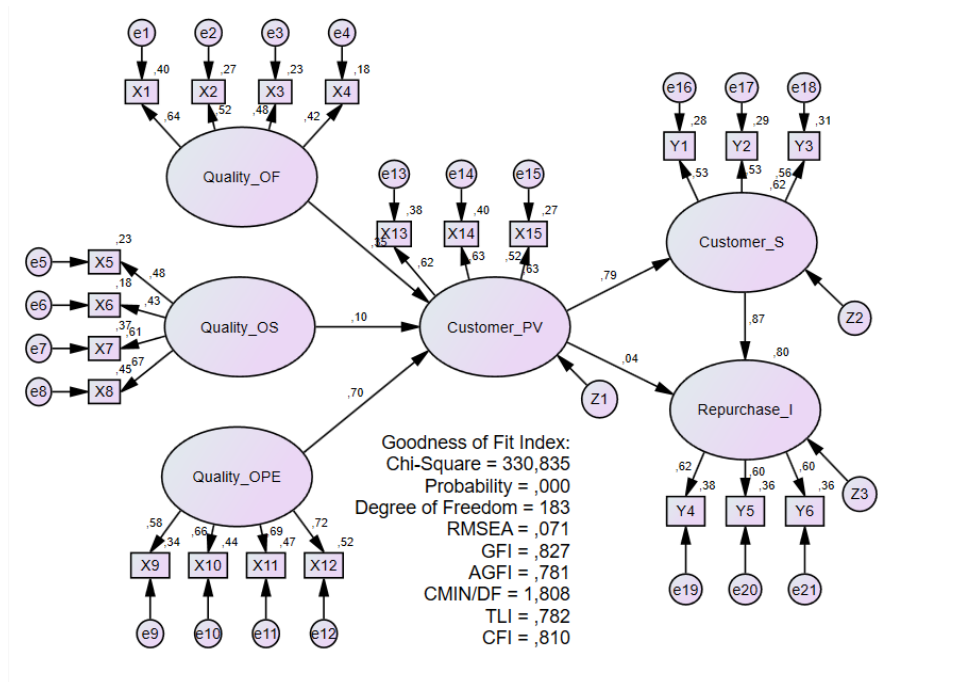 e1 e2 e3 e4
,40 ,27 ,23 ,18
X1 X2 X3 X4
,64 ,52 ,48 ,42
Quality_OF
e5 ,23
X5
,48
e6 ,18
X6
,43
e7 ,37
X7
,61
e8 ,45
X8
,67
Quality_OS
Quality_OPE
,58 ,66 ,69 ,72
,34 ,44 ,47 ,52
X9 X10 X11 X12
e9 e10 e11 e12
,35
,10
,70
e13 e14 e15
,38 ,40 ,27
X13 X14 X15
,62 ,63 ,52
,63
Customer_PV
Z1
,79
,04
e16 e17 e18
,28 ,29 ,31
Y1 Y2 Y3
,53 ,53 ,56
,62
Customer_S
Z2
,87
,80
Repurchase_I
Z3
,62 ,60 ,60
,38 ,36 ,36
Y4 Y5 Y6
e19 e20 e21
Goodness of Fit Index:
Chi-Square = 330,835
Probability = ,000
Degree of Freedom = 183
RMSEA = ,071
GFI = ,827
AGFI = ,781
CMIN/DF = 1,808
TLI = ,782
CFI = ,810